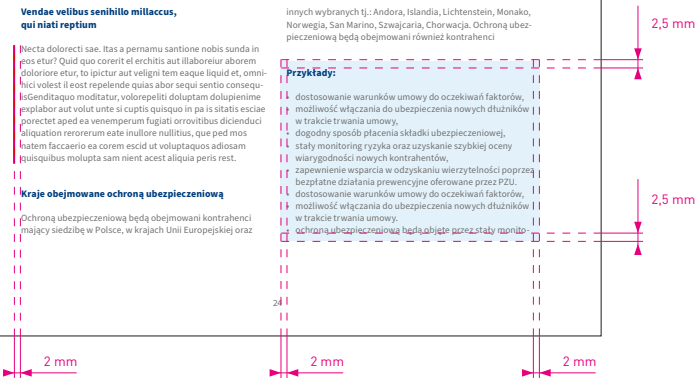 Vendae velibus senihillo millaccus,
qui niati reptium
Necta dolorecti sae. Itas a pernamu santione nobis sunda in
eos etur? Quid quo corerit el erchitis aut illaboreiur aborem
doloriore etur, to ipictur aut veligni tem eaque liquid et, omni-
hici volest il eost repelende quias abor sequi sentio consequ-
isGenditaquo moditatur, volorepeliti doluptam dolupienime
explabor aut volut unte si cuptis quisquo in pa is sitatis esciae
porectet aped ea venemperum fugiati orrovitibus dicienduci
aliquation rerorerum eate inullore nullitius, que ped mos
natem faccaerio ea corem escid ut voluptaquos adiosam
quisquibus molupta sam nient acest aliquia peris rest.
Kraje obejmowane ochroną ubezpieczeniową
Ochroną ubezpieczeniową będą obejmowani kontrahenci
mający siedzibę w Polsce, w krajach Unii Europejskiej oraz
innych wybranych tj.: Andora, Islandia, Lichtenstein, Monako,
Norwegia, San Marino, Szwajcaria, Chorwacja. Ochroną ubez-
pieczeniową będą obejmowani również kontrahenci
Przykłady:
• dostosowanie warunków umowy do oczekiwań faktorów,
• możliwość włączania do ubezpieczenia nowych dłużników
w trakcie trwania umowy,
• dogodny sposób płacenia składki ubezpieczeniowej,
• stały monitoring ryzyka oraz uzyskanie szybkiej oceny
wiarygodności nowych kontrahentów,
• zapewnienie wsparcia w odzyskaniu wierzytelności poprzez
bezpłatne działania prewencyjne oferowane przez PZU.
• dostosowanie warunków umowy do oczekiwań faktorów,
• możliwość włączania do ubezpieczenia nowych dłużników
w trakcie trwania umowy.
• ochroną ubezpieczeniową będą objęte przez stały monito-
24
2,5 mm
2,5 mm
2 mm
2 mm
2 mm